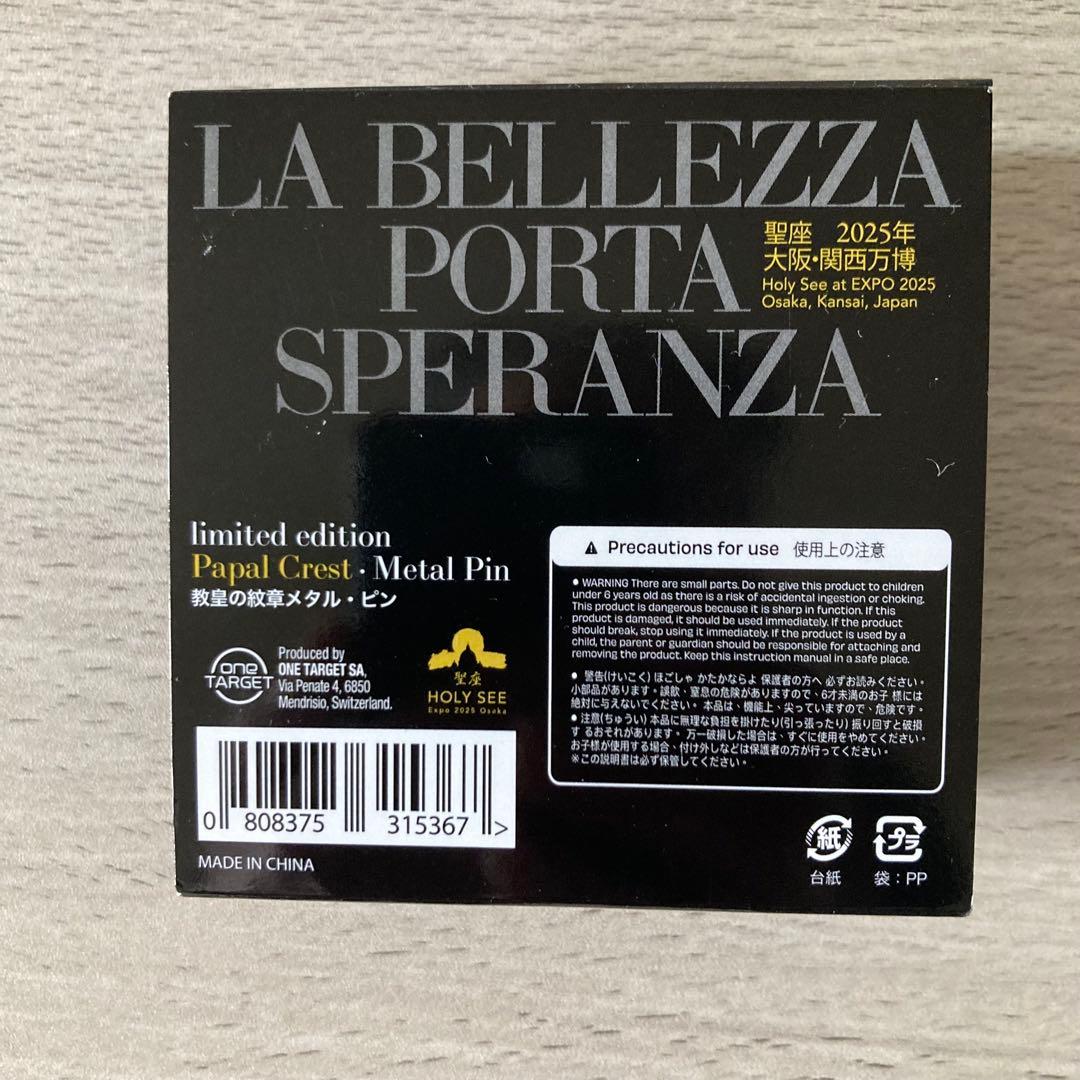 LA BELLEZZA
PORTA
SPERANZA
聖座 2025年
大阪・関西万博
Holy See at EXPO 2025
Osaka, Kansai, Japan
limited edition
Papal Crest · Metal Pin
教皇の紋章メタル・ピン
one
TARGET
Produced by
ONE TARGET SA,
Via Penate 4, 6850
Mendrisio, Switzerland.
聖座
HOLY SEE
Expo 2025 Osaka
0 808375 315367 >
MADE IN CHINA
Precautions for use 使用上の注意
● WARNING There are small parts. Do not give this product to children
under 6 years old as there is a risk of accidental ingestion or choking.
This product is dangerous because it is sharp in function. If this
product is damaged, it should be used immediately. If the product
should break, stop using it immediately. If the product is used by a
child, the parent or guardian should be responsible for attaching and
removing the product. Keep this instruction manual in a safe place.
● 警告(けいこく) ほごしゃ かたかならよ 保護者の方へ 必ずお読みください。
小部品があります。誤飲、窒息の危険がありますので、6才未満のお子 様には
絶対に与えないでください。 本品は、機能上、尖っていますので、危険です。
● 注意(ちゅうい) 本品に無理な負担を掛けたり(引っ張ったり) 振り回すと破損
するおそれがあります。 万一破損した場合は、すぐに使用をやめてください。
お子様が使用する場合、付け外しなどは保護者の方が行ってください。
※この説明書は必ず保管してください。
紙
台紙
プラ
袋：PP